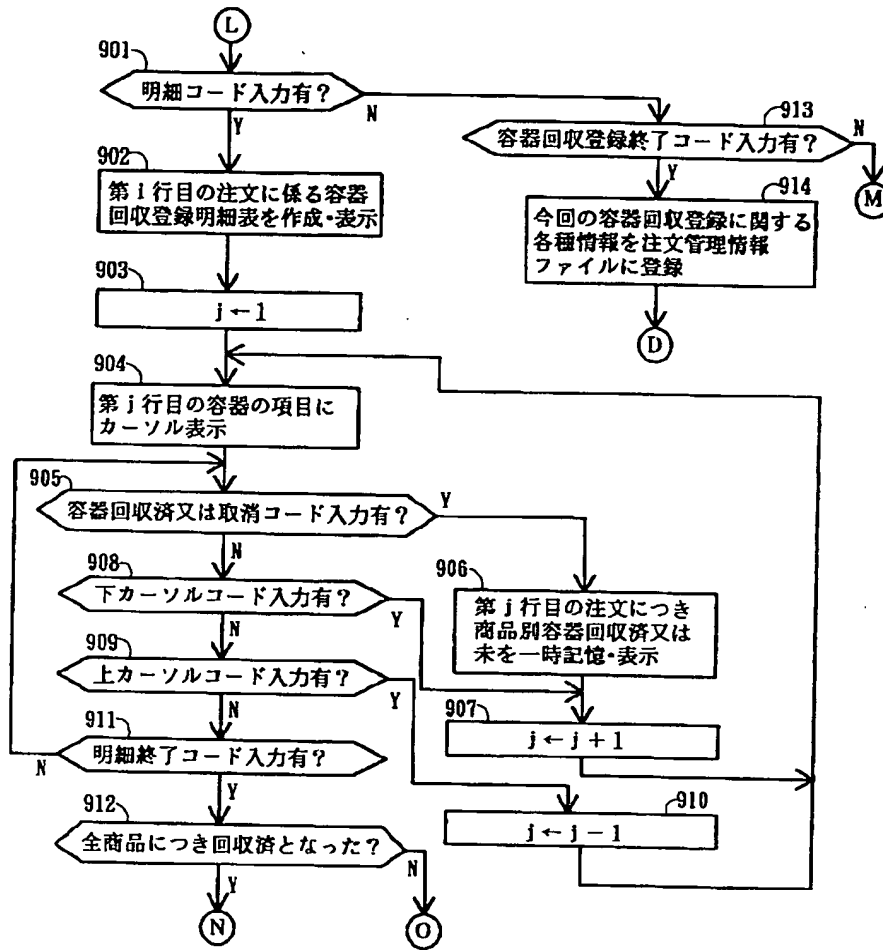 L
901
明細コード入力有?
N
Y
913
容器回収登録終了コード入力有?
N
Y
M
902
第i行目の注文に係る容器
回収登録明細表を作成・表示
914
今回の容器回収登録に関する
各種情報を注文管理情報
ファイルに登録
D
903
j←1
904
第j行目の容器の項目に
カーソル表示
905
容器回収済又は取消コード入力有?
Y
N
906
第j行目の注文につき
商品別容器回収済又は
未を一時記憶・表示
908
下カーソルコード入力有?
Y
N
907
j←j+1
909
上カーソルコード入力有?
Y
N
910
j←j-1
911
明細終了コード入力有?
N
Y
912
全商品につき回収済となった?
N
Y
N
O